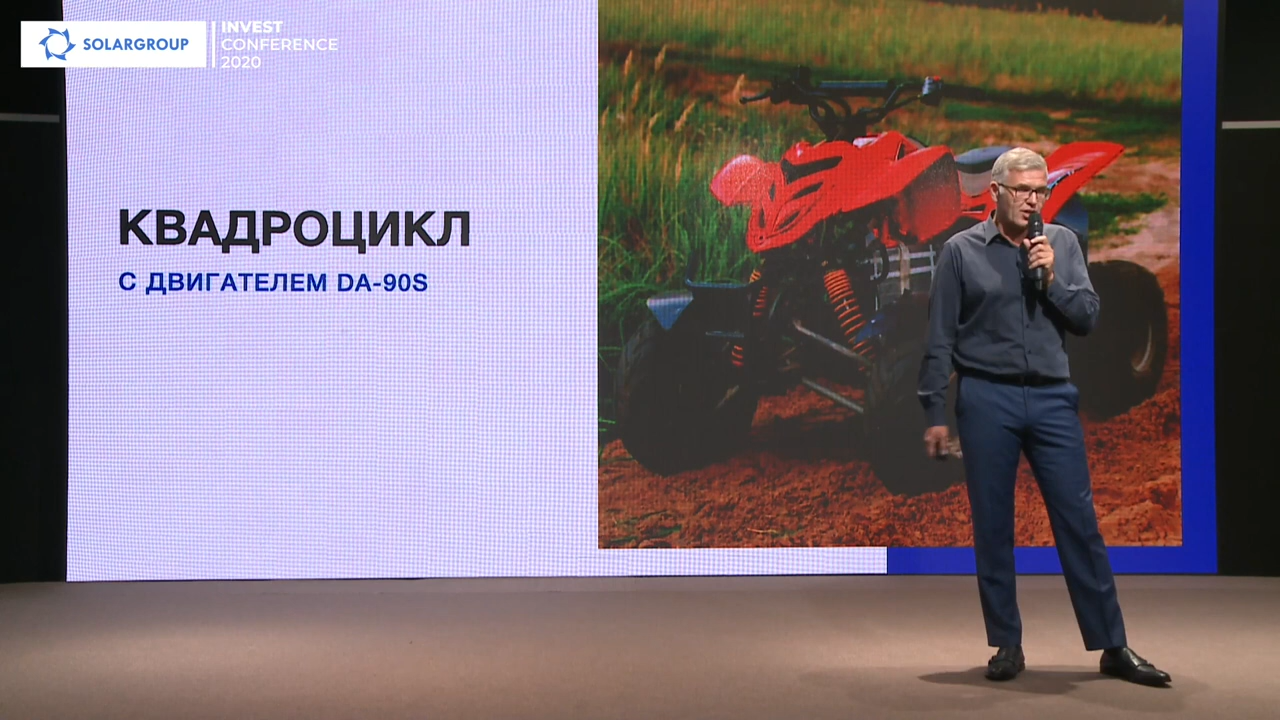 SOLARGROUP
INVEST
CONFERENCE
2020
КВАДРОЦИКЛ
С ДВИГАТЕЛЕМ DA-90S